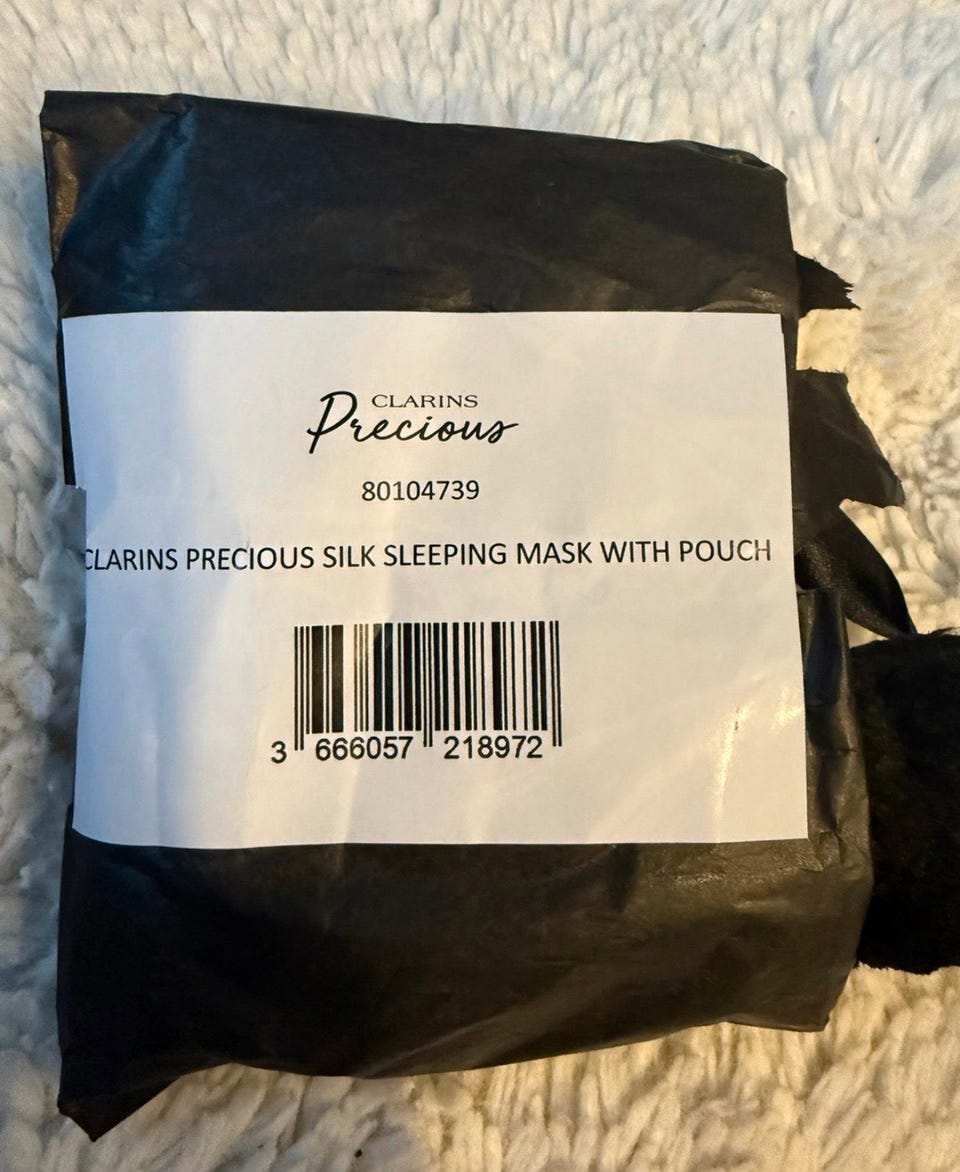 CLARINS
Precious
80104739
CLARINS PRECIOUS SILK SLEEPING MASK WITH POUCH
3 666057 218972